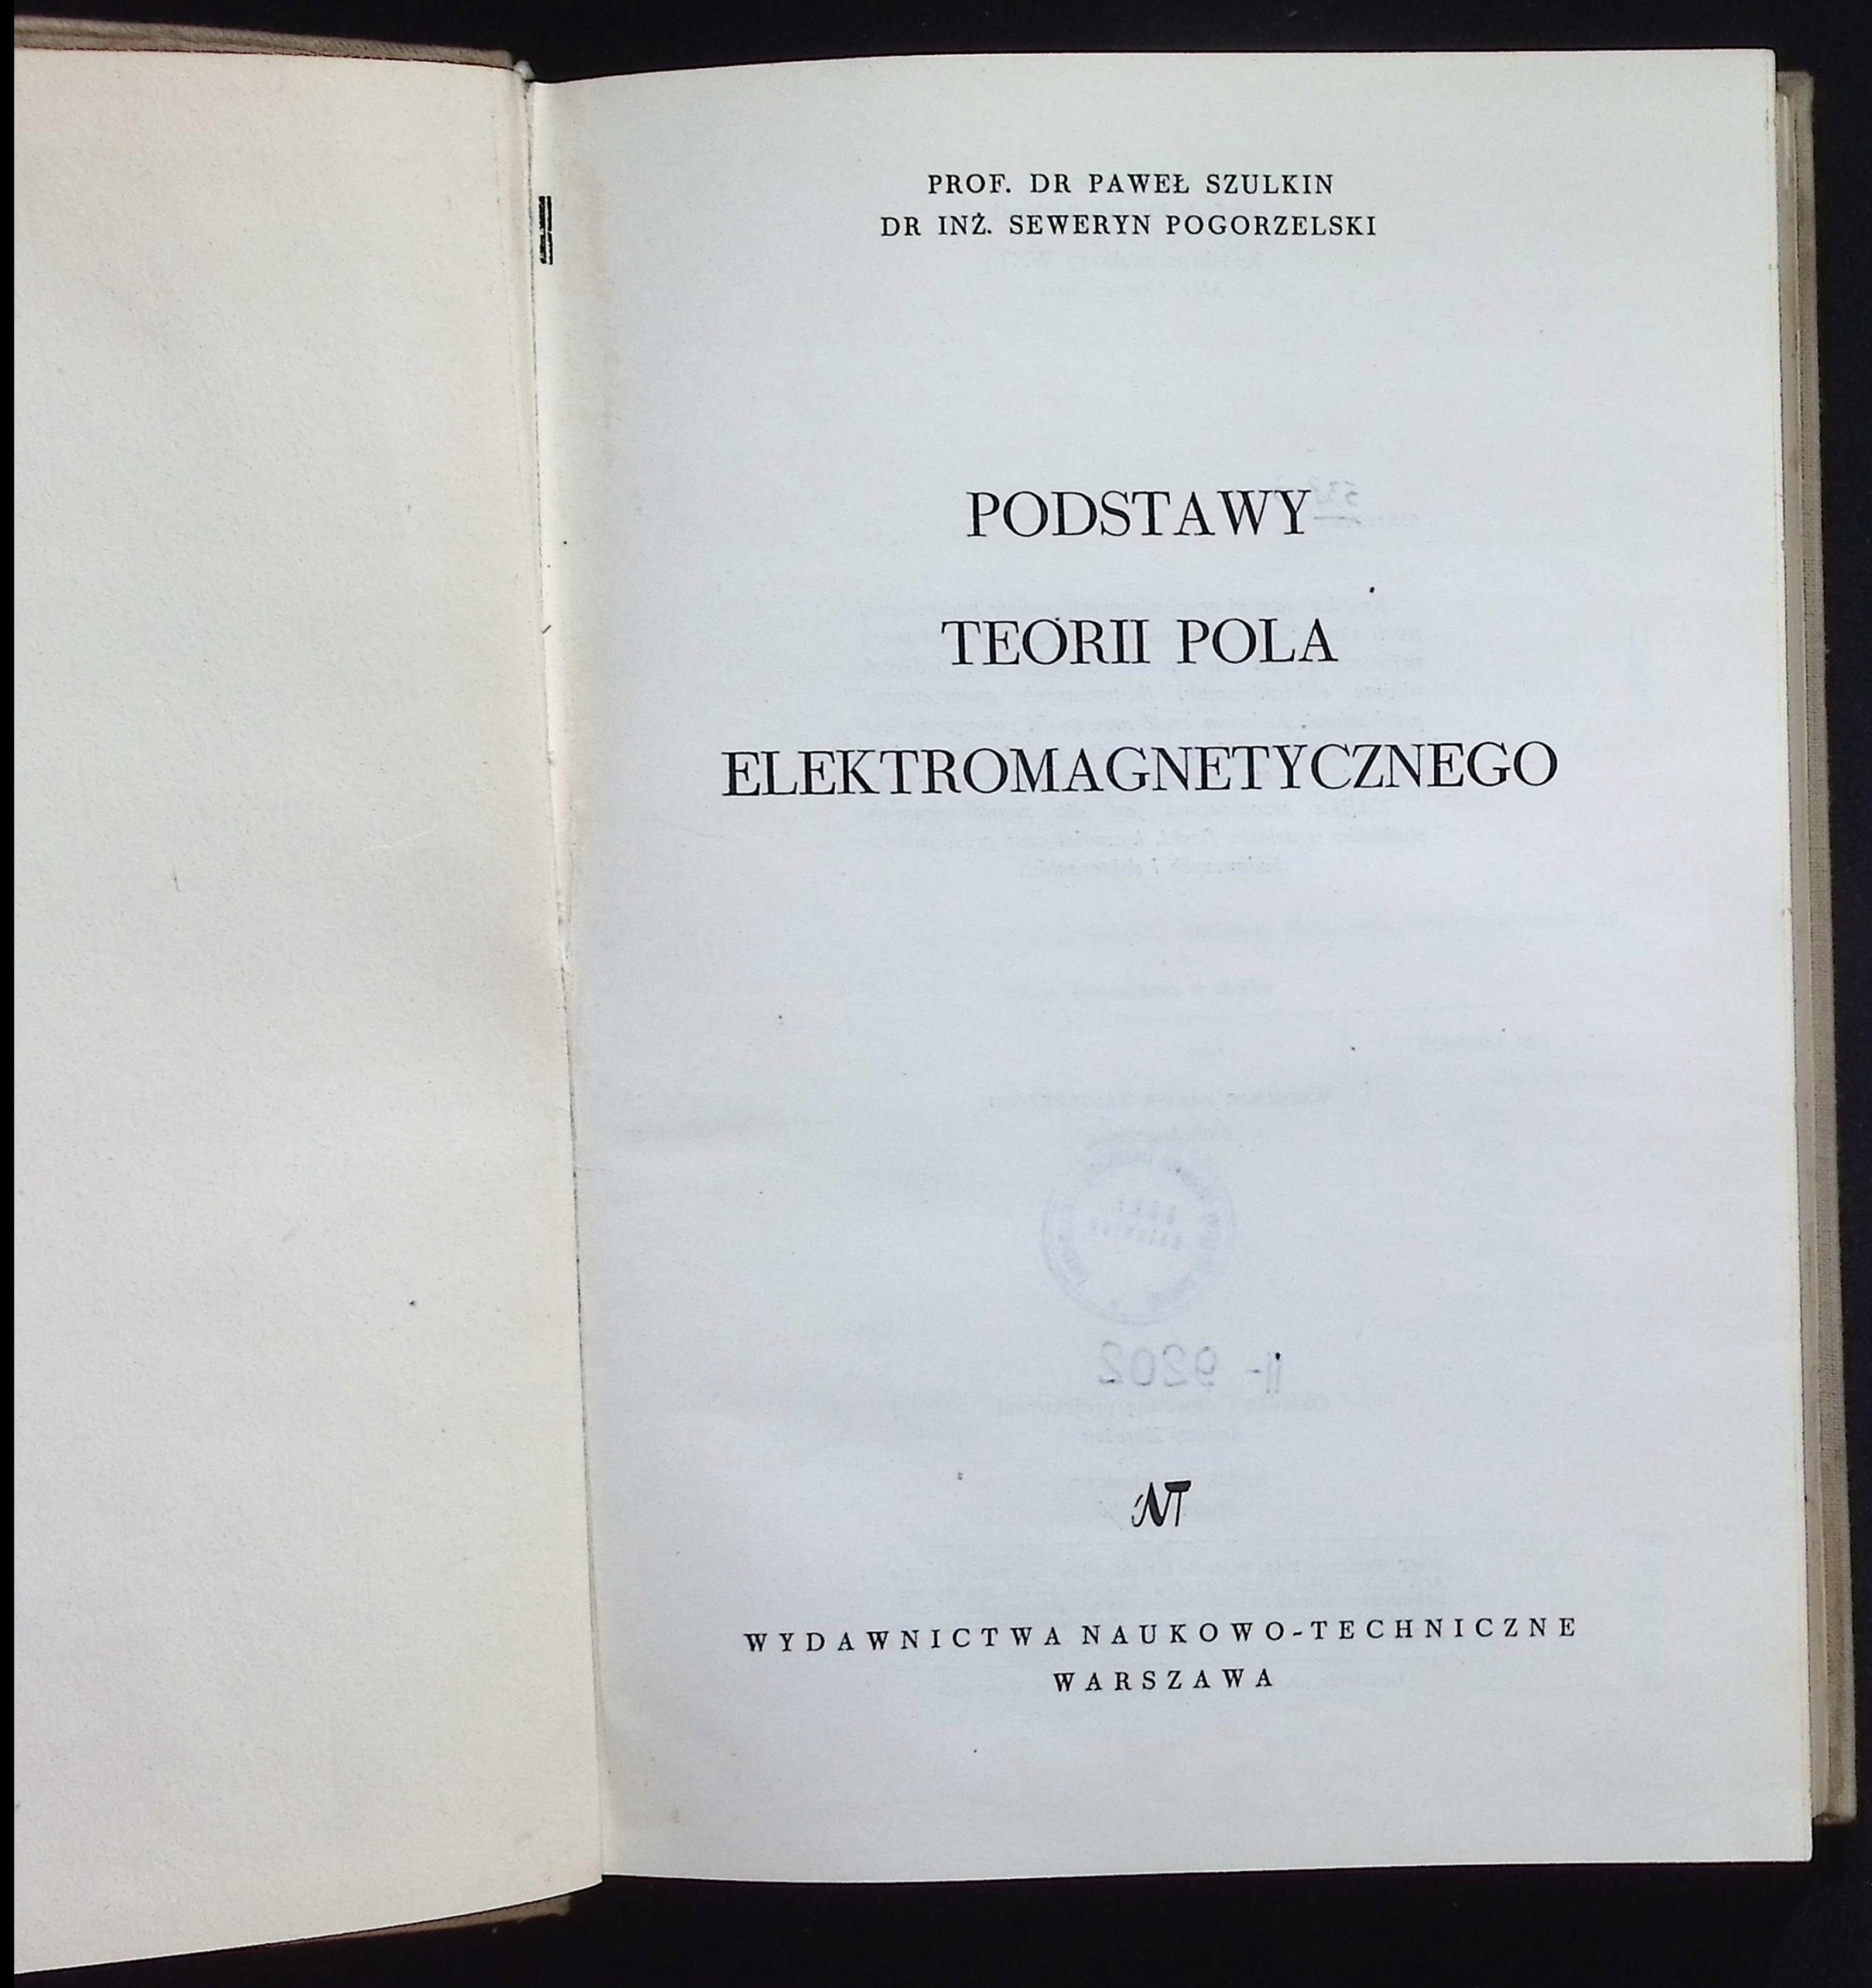 PROF. DR PAWEŁ SZULKIN
DR INŻ. SEWERYN POGORZELSKI
PODSTAWY
TEORII POLA
ELEKTROMAGNETYCZNEGO
NT
WYDAWNICTWA NAUKOWO-TECHNICZNE
WARSZAWA
II- 9202